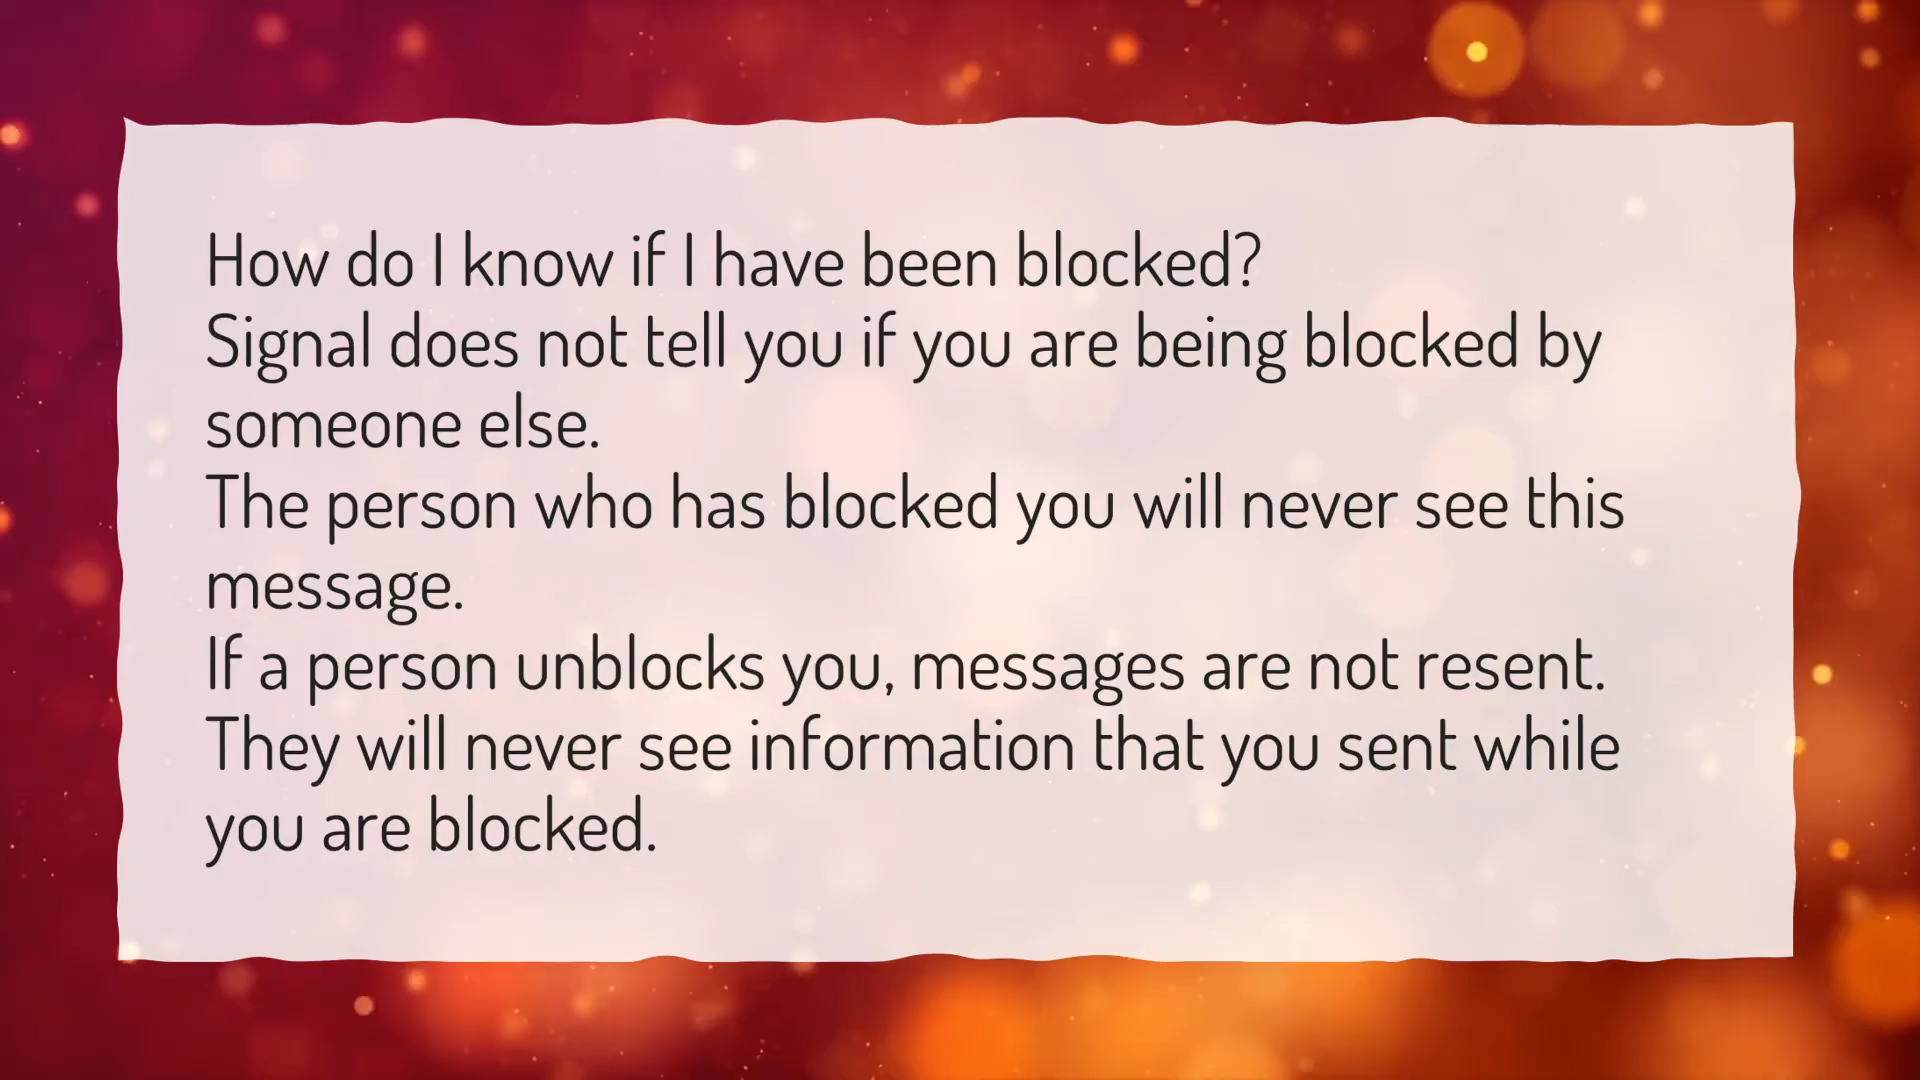 How do I know if I have been blocked?
Signal does not tell you if you are being blocked by
someone else.
The person who has blocked you will never see this
message.
If a person unblocks you, messages are not resent.
They will never see information that you sent while
you are blocked.